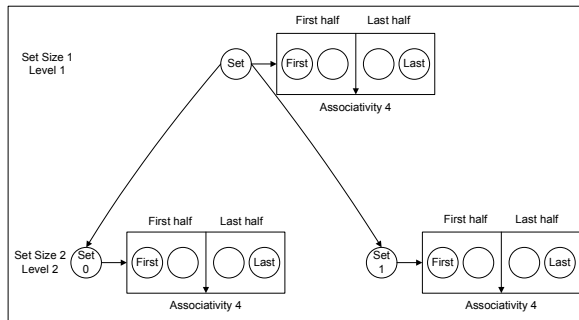 First half Last half
Set Size 1
Level 1
Set
First
Last
Associativity 4
First half Last half
First half Last half
Set Size 2
Level 2
Set
0
First
Last
Set
1
First
Last
Associativity 4
Associativity 4